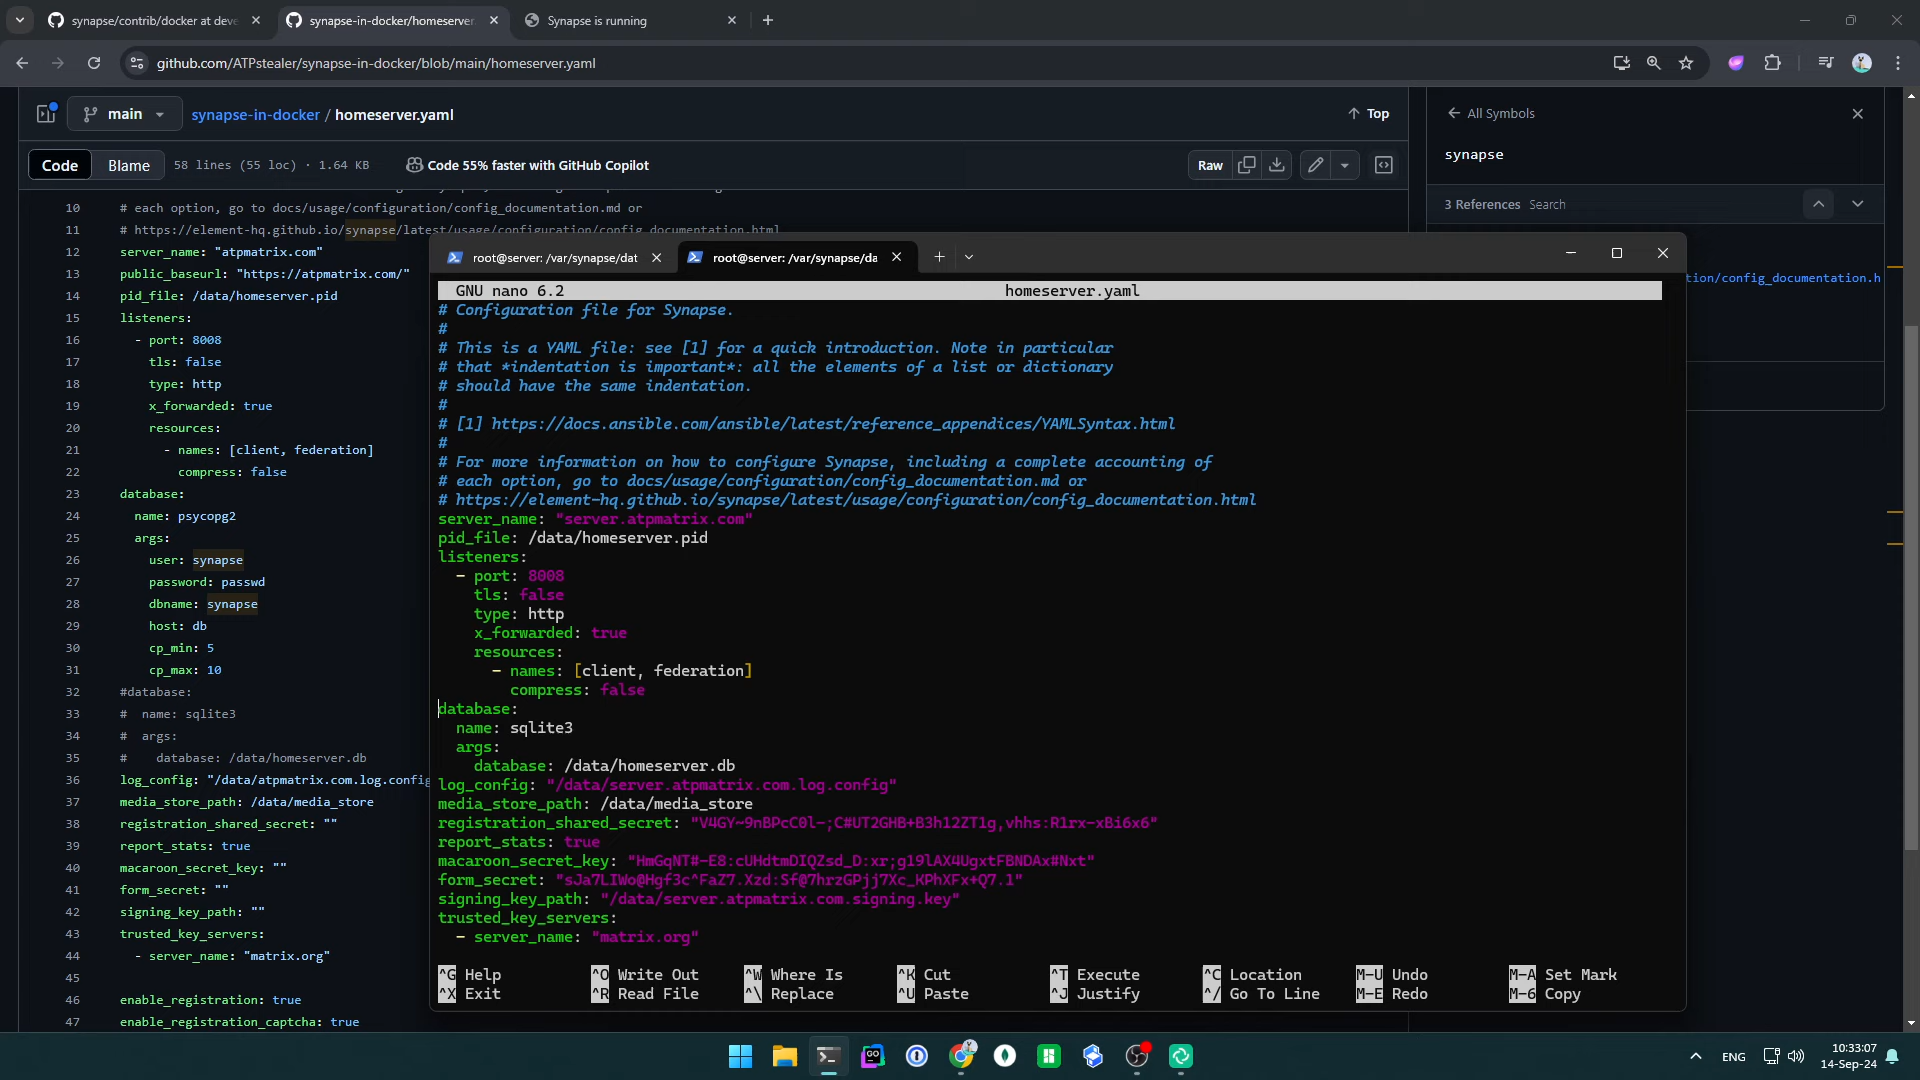 synapse/contrib/docker at deve
synapse-in-docker/homeserver.
Synapse is running
github.com/ATPstealer/synapse-in-docker/blob/main/homeserver.yaml
main
synapse-in-docker / homeserver.yaml
Top
All Symbols
Code
Blame
58 lines (55 loc) · 1.64 KB
Code 55% faster with GitHub Copilot
Raw
synapse
3 References
Search
10 # each option, go to docs/usage/configuration/config_documentation.md or
11 # https://element-hq.github.io/synapse/latest/usage/configuration/config_documentation.html
12 server_name: "atpmatrix.com"
13 public_baseurl: "https://atpmatrix.com/"
14 pid_file: /data/homeserver.pid
15 listeners:
16 - port: 8008
17 tls: false
18 type: http
19 x_forwarded: true
20 resources:
21 - names: [client, federation]
22 compress: false
23 database:
24 name: psycopg2
25 args:
26 user: synapse
27 password: passwd
28 dbname: synapse
29 host: db
30 cp_min: 5
31 cp_max: 10
32 #database:
33 # name: sqlite3
34 # args:
35 # database: /data/homeserver.db
36 log_config: "/data/atpmatrix.com.log.config
37 media_store_path: /data/media_store
38 registration_shared_secret: ""
39 report_stats: true
40 macaroon_secret_key: ""
41 form_secret: ""
42 signing_key_path: ""
43 trusted_key_servers:
44 - server_name: "matrix.org"
45
46 enable_registration: true
47 enable_registration_captcha: true
tion/config_documentation.h
root@server: /var/synapse/dat
root@server: /var/synapse/da
GNU nano 6.2 homeserver.yaml
# Configuration file for Synapse.
#
# This is a YAML file: see [1] for a quick introduction. Note in particular
# that *indentation is important*: all the elements of a list or dictionary
# should have the same indentation.
#
# [1] https://docs.ansible.com/ansible/latest/reference_appendices/YAMLSyntax.html
#
# For more information on how to configure Synapse, including a complete accounting of
# each option, go to docs/usage/configuration/config_documentation.md or
# https://element-hq.github.io/synapse/latest/usage/configuration/config_documentation.html
server_name: "server.atpmatrix.com"
pid_file: /data/homeserver.pid
listeners:
- port: 8008
tls: false
type: http
x_forwarded: true
resources:
- names: [client, federation]
compress: false
database:
name: sqlite3
args:
database: /data/homeserver.db
log_config: "/data/server.atpmatrix.com.log.config"
media_store_path: /data/media_store
registration_shared_secret: "V4GY~9nBPcC0l-;C#UT2GHB+B3h12ZT1g,vhhs:R1rx-xBi6x6"
report_stats: true
macaroon_secret_key: "HmGqNT#-E8:cUHdtmDIQZsd_D:xr;g19lAX4UgxtFBNDAx#Nxt"
form_secret: "sJa7LIWo@Hgf3c^FaZ7.Xzd:Sf@7hrzGPjj7Xc_KPhXFx+Q7.l"
signing_key_path: "/data/server.atpmatrix.com.signing.key"
trusted_key_servers:
- server_name: "matrix.org"
^G Help ^O Write Out ^W Where Is ^K Cut ^T Execute ^C Location M-U Undo M-A Set Mark
^X Exit ^R Read File ^\ Replace ^U Paste ^J Justify ^/ Go To Line M-E Redo M-6 Copy
ENG
10:33:07
14-Sep-24